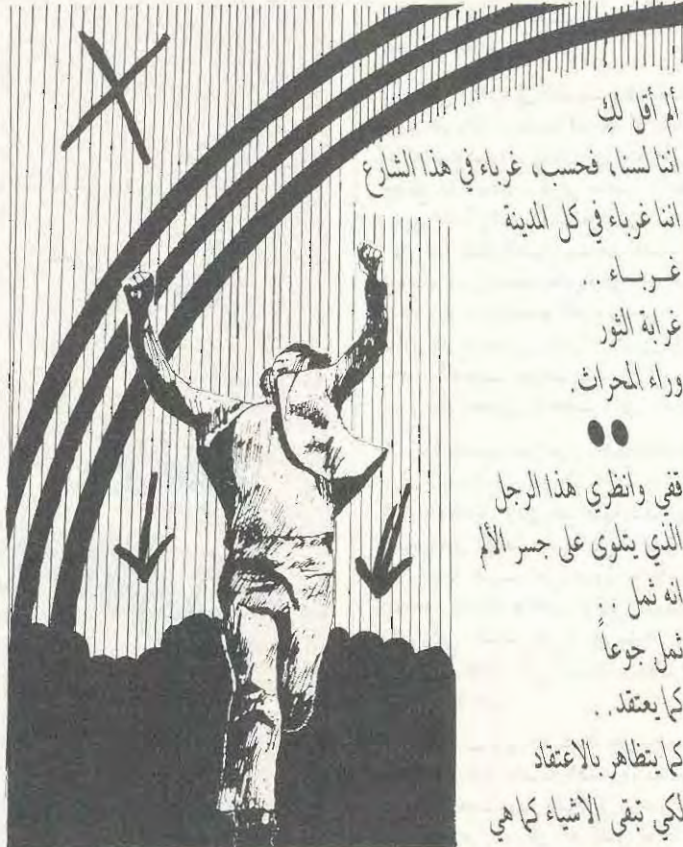 ألم أقل لكِ
اننا لسنا، فحسب، غرباء في هذا الشارع
اننا غرباء في كل المدينة
غـربـاء . .
غرابة الثور
وراء المحراث.
●●
قفي وانظري هذا الرجل
الذي يتلوى على جسر الألم
انه ثمل . .
ثمل جوعاً
كما يعتقد . .
كما يتظاهر بالاعتقاد
لكي تبقى الاشياء كما هي